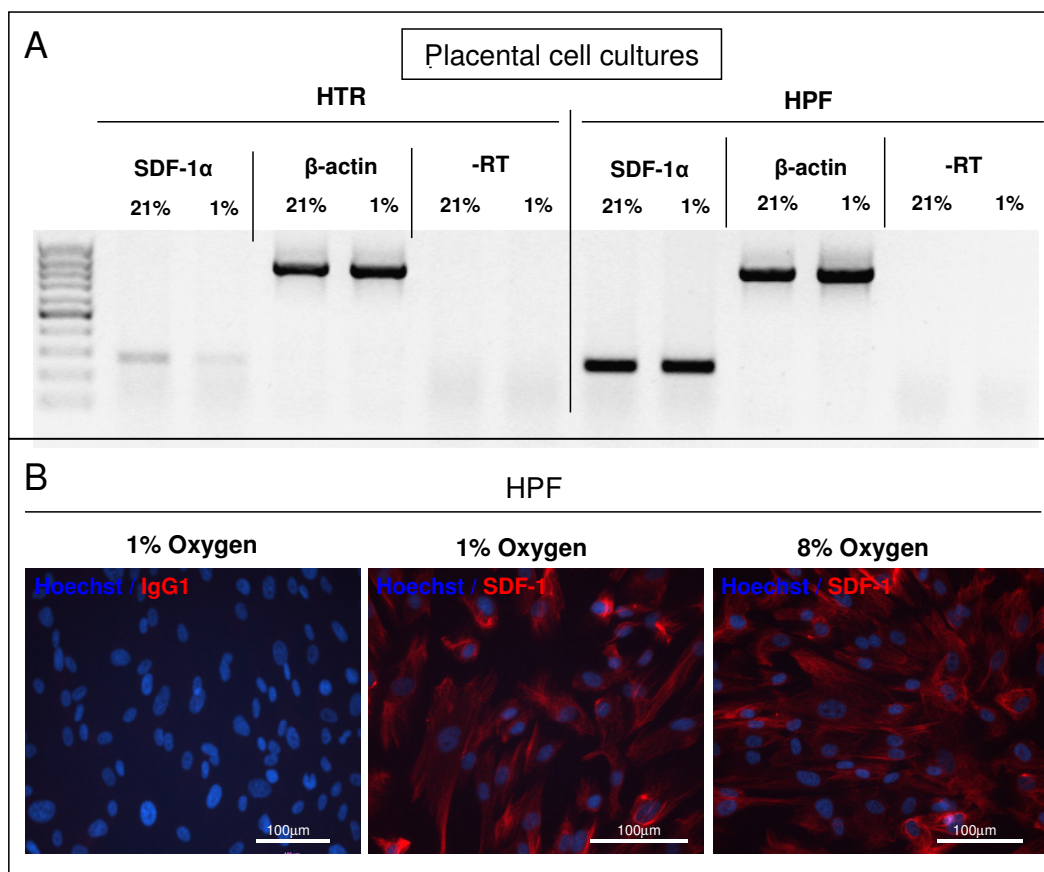 A
Placental cell cultures
HTR
HPF
SDF-1α β-actin -RT SDF-1α β-actin -RT
21% 1% 21% 1% 21% 1% 21% 1% 21% 1% 21% 1%
B
HPF
1% Oxygen 1% Oxygen 8% Oxygen
Hoechst / IgG1 Hoechst / SDF-1 Hoechst / SDF-1
100µm 100µm 100µm